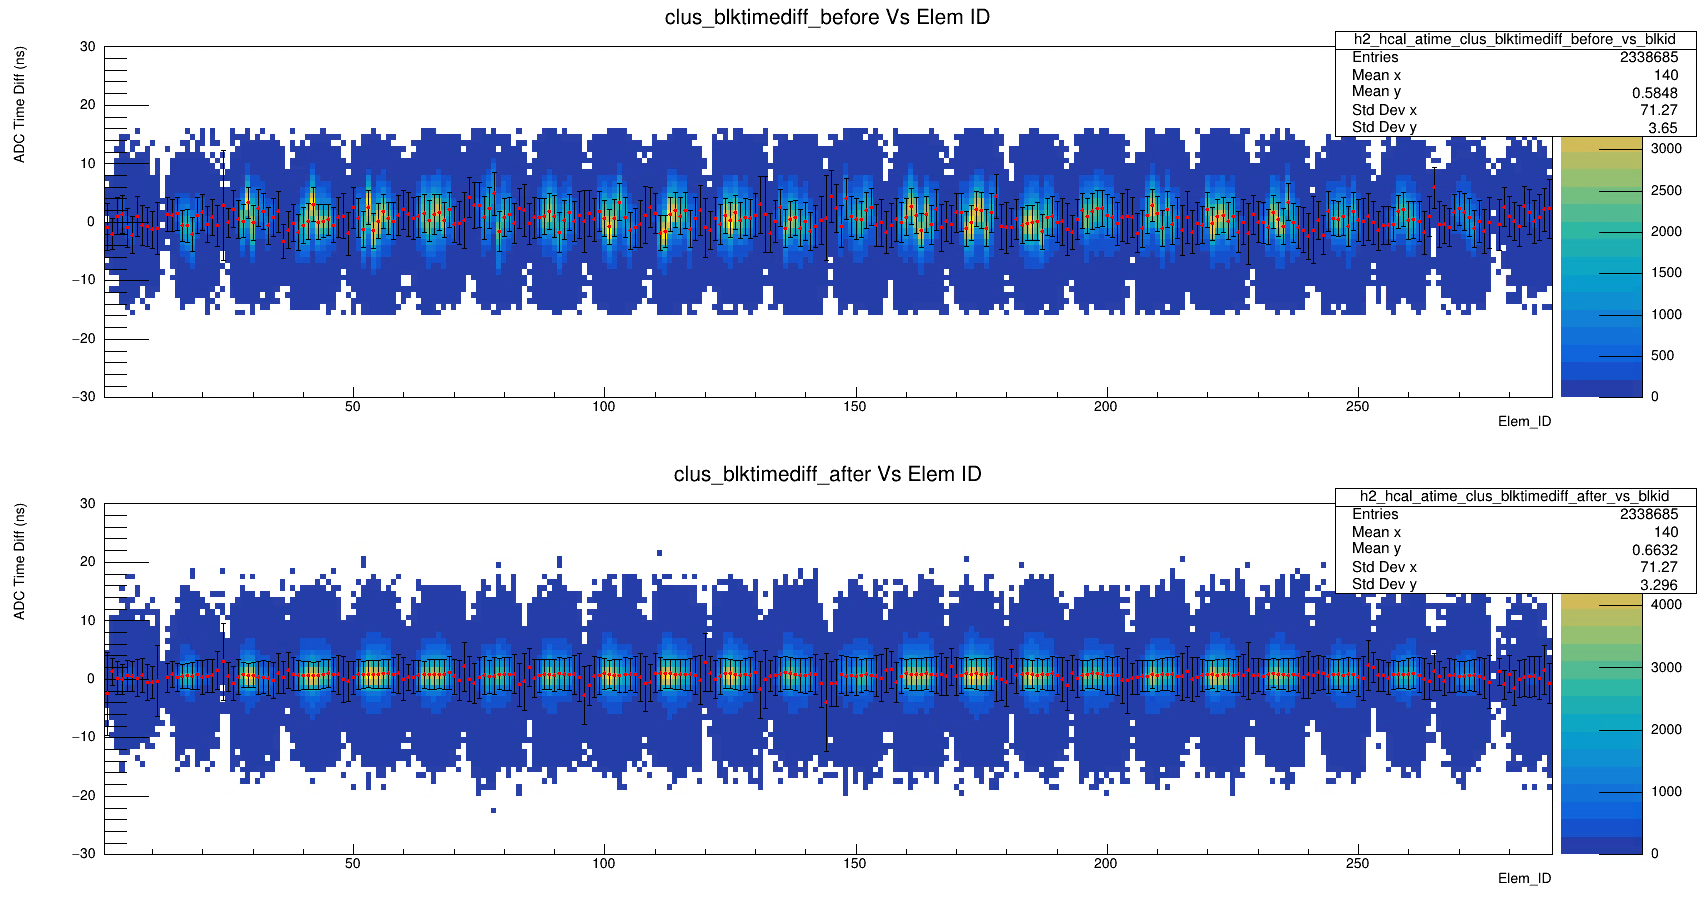 clus_blktimediff_before Vs Elem ID
ADC Time Diff (ns)
30
20
10
0
−10
−20
−30
50
100
150
200
250
Elem_ID
h2_hcal_atime_clus_blktimediff_before_vs_blkid
Entries 2338685
Mean x 140
Mean y 0.5848
Std Dev x 71.27
Std Dev y 3.65
3000
2500
2000
1500
1000
500
0
clus_blktimediff_after Vs Elem ID
ADC Time Diff (ns)
30
20
10
0
−10
−20
−30
50
100
150
200
250
Elem_ID
h2_hcal_atime_clus_blktimediff_after_vs_blkid
Entries 2338685
Mean x 140
Mean y 0.6632
Std Dev x 71.27
Std Dev y 3.296
4000
3000
2000
1000
0